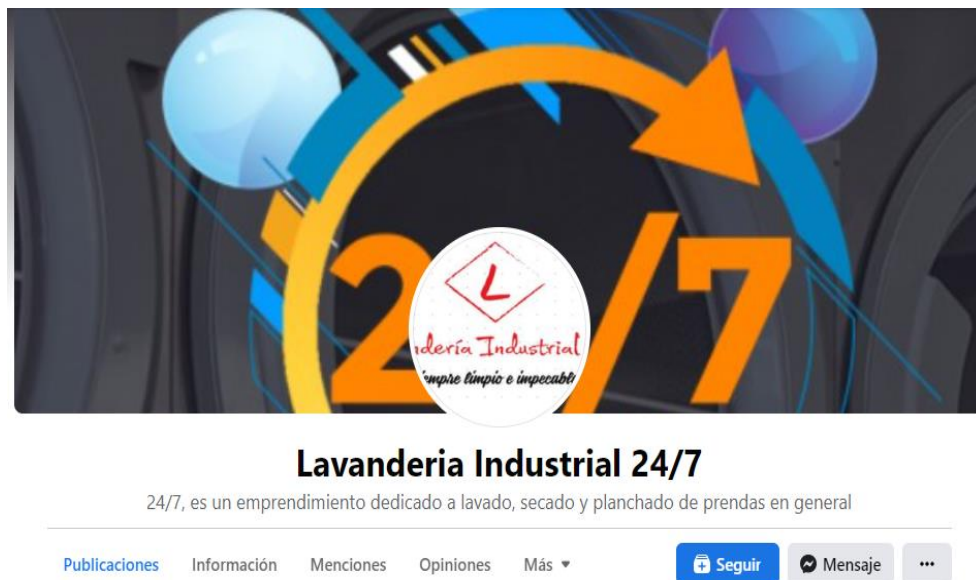 24/7
L
ndería Industrial
empre limpio e impecable
Lavanderia Industrial 24/7
24/7, es un emprendimiento dedicado a lavado, secado y planchado de prendas en general
Publicaciones Información Menciones Opiniones Más Seguir Mensaje